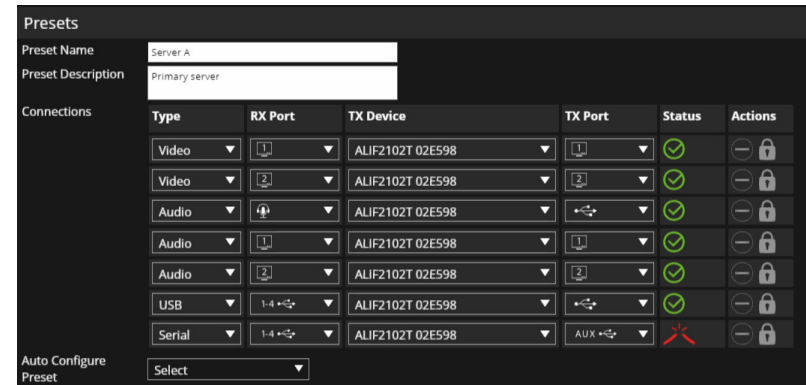 Presets
Preset Name Server A
Preset Description Primary server
Connections Type RX Port TX Device TX Port Status Actions
Video 1 ALIF2102T 02E598 1
Video 2 ALIF2102T 02E598 2
Audio ALIF2102T 02E598
Audio 1 ALIF2102T 02E598 1
Audio 2 ALIF2102T 02E598 2
USB 1-4 ALIF2102T 02E598
Serial 1-4 ALIF2102T 02E598 AUX
Auto Configure
Preset Select